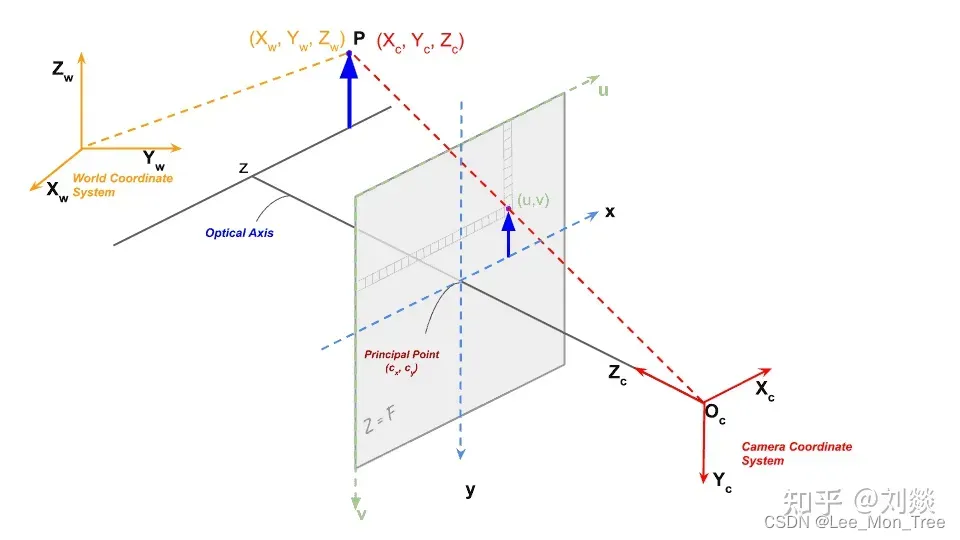 (Xw, Yw, Zw) P (Xc, Yc, Zc)
Zw
u
Yw
Z
Xw
World Coordinate
System
(u,v)
x
Optical Axis
Principal Point
(cx, cy)
Zc
Xc
Oc
Z=F
Camera Coordinate
System
Yc
y
v
知乎 @刘燚
CSDN @Lee_Mon_Tree